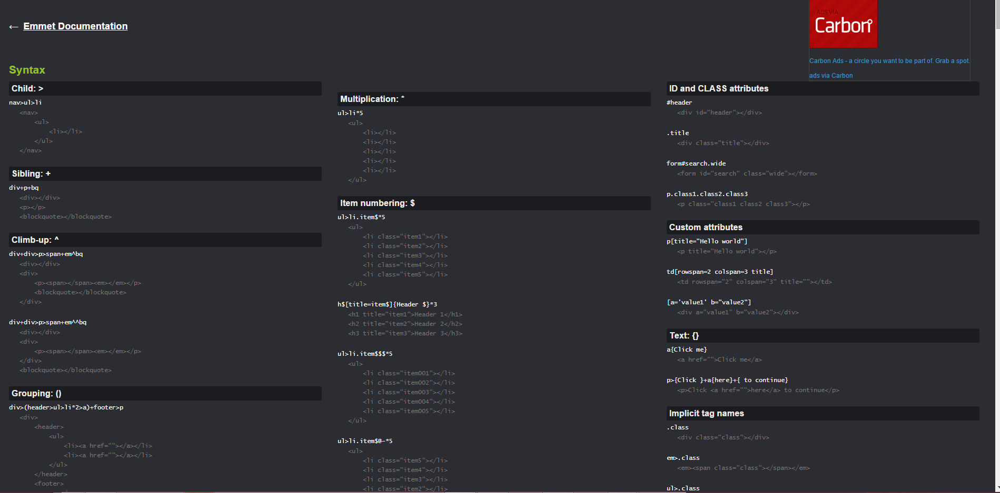 ← Emmet Documentation
ADS VIA
Carbon
Carbon Ads - a circle you want to be part of. Grab a spot.
ads via Carbon
Syntax
Child: >
nav>ul>li
<nav>
<ul>
<li></li>
</ul>
</nav>
Sibling: +
div+p+bq
<div></div>
<p></p>
<blockquote></blockquote>
Climb-up: ^
div+div>p>span+em^bq
<div></div>
<div>
<p><span></span><em></em></p>
<blockquote></blockquote>
</div>
div+div>p>span+em^^bq
<div></div>
<div>
<p><span></span><em></em></p>
</div>
<blockquote></blockquote>
Grouping: ()
div>(header>ul>li*2>a)+footer>p
<div>
<header>
<ul>
<li><a href=""></a></li>
<li><a href=""></a></li>
</ul>
</header>
<footer>
Multiplication: *
ul>li*5
<ul>
<li></li>
<li></li>
<li></li>
<li></li>
<li></li>
</ul>
Item numbering: $
ul>li.item$*5
<ul>
<li class="item1"></li>
<li class="item2"></li>
<li class="item3"></li>
<li class="item4"></li>
<li class="item5"></li>
</ul>
h$[title=item$]{Header $}*3
<h1 title="item1">Header 1</h1>
<h2 title="item2">Header 2</h2>
<h3 title="item3">Header 3</h3>
ul>li.item$$$*5
<ul>
<li class="item001"></li>
<li class="item002"></li>
<li class="item003"></li>
<li class="item004"></li>
<li class="item005"></li>
</ul>
ul>li.item$@-*5
<ul>
<li class="item5"></li>
<li class="item4"></li>
<li class="item3"></li>
<li class="item2"></li>
ID and CLASS attributes
#header
<div id="header"></div>
.title
<div class="title"></div>
form#search.wide
<form id="search" class="wide"></form>
p.class1.class2.class3
<p class="class1 class2 class3"></p>
Custom attributes
p[title="Hello world"]
<p title="Hello world"></p>
td[rowspan=2 colspan=3 title]
<td rowspan="2" colspan="3" title=""></td>
[a='value1' b="value2"]
<div a="value1" b="value2"></div>
Text: {}
a{Click me}
<a href="">Click me</a>
p>{Click }+a{here}+{ to continue}
<p>Click <a href="">here</a> to continue</p>
Implicit tag names
.class
<div class="class"></div>
em>.class
<em><span class="class"></span></em>
ul>.class